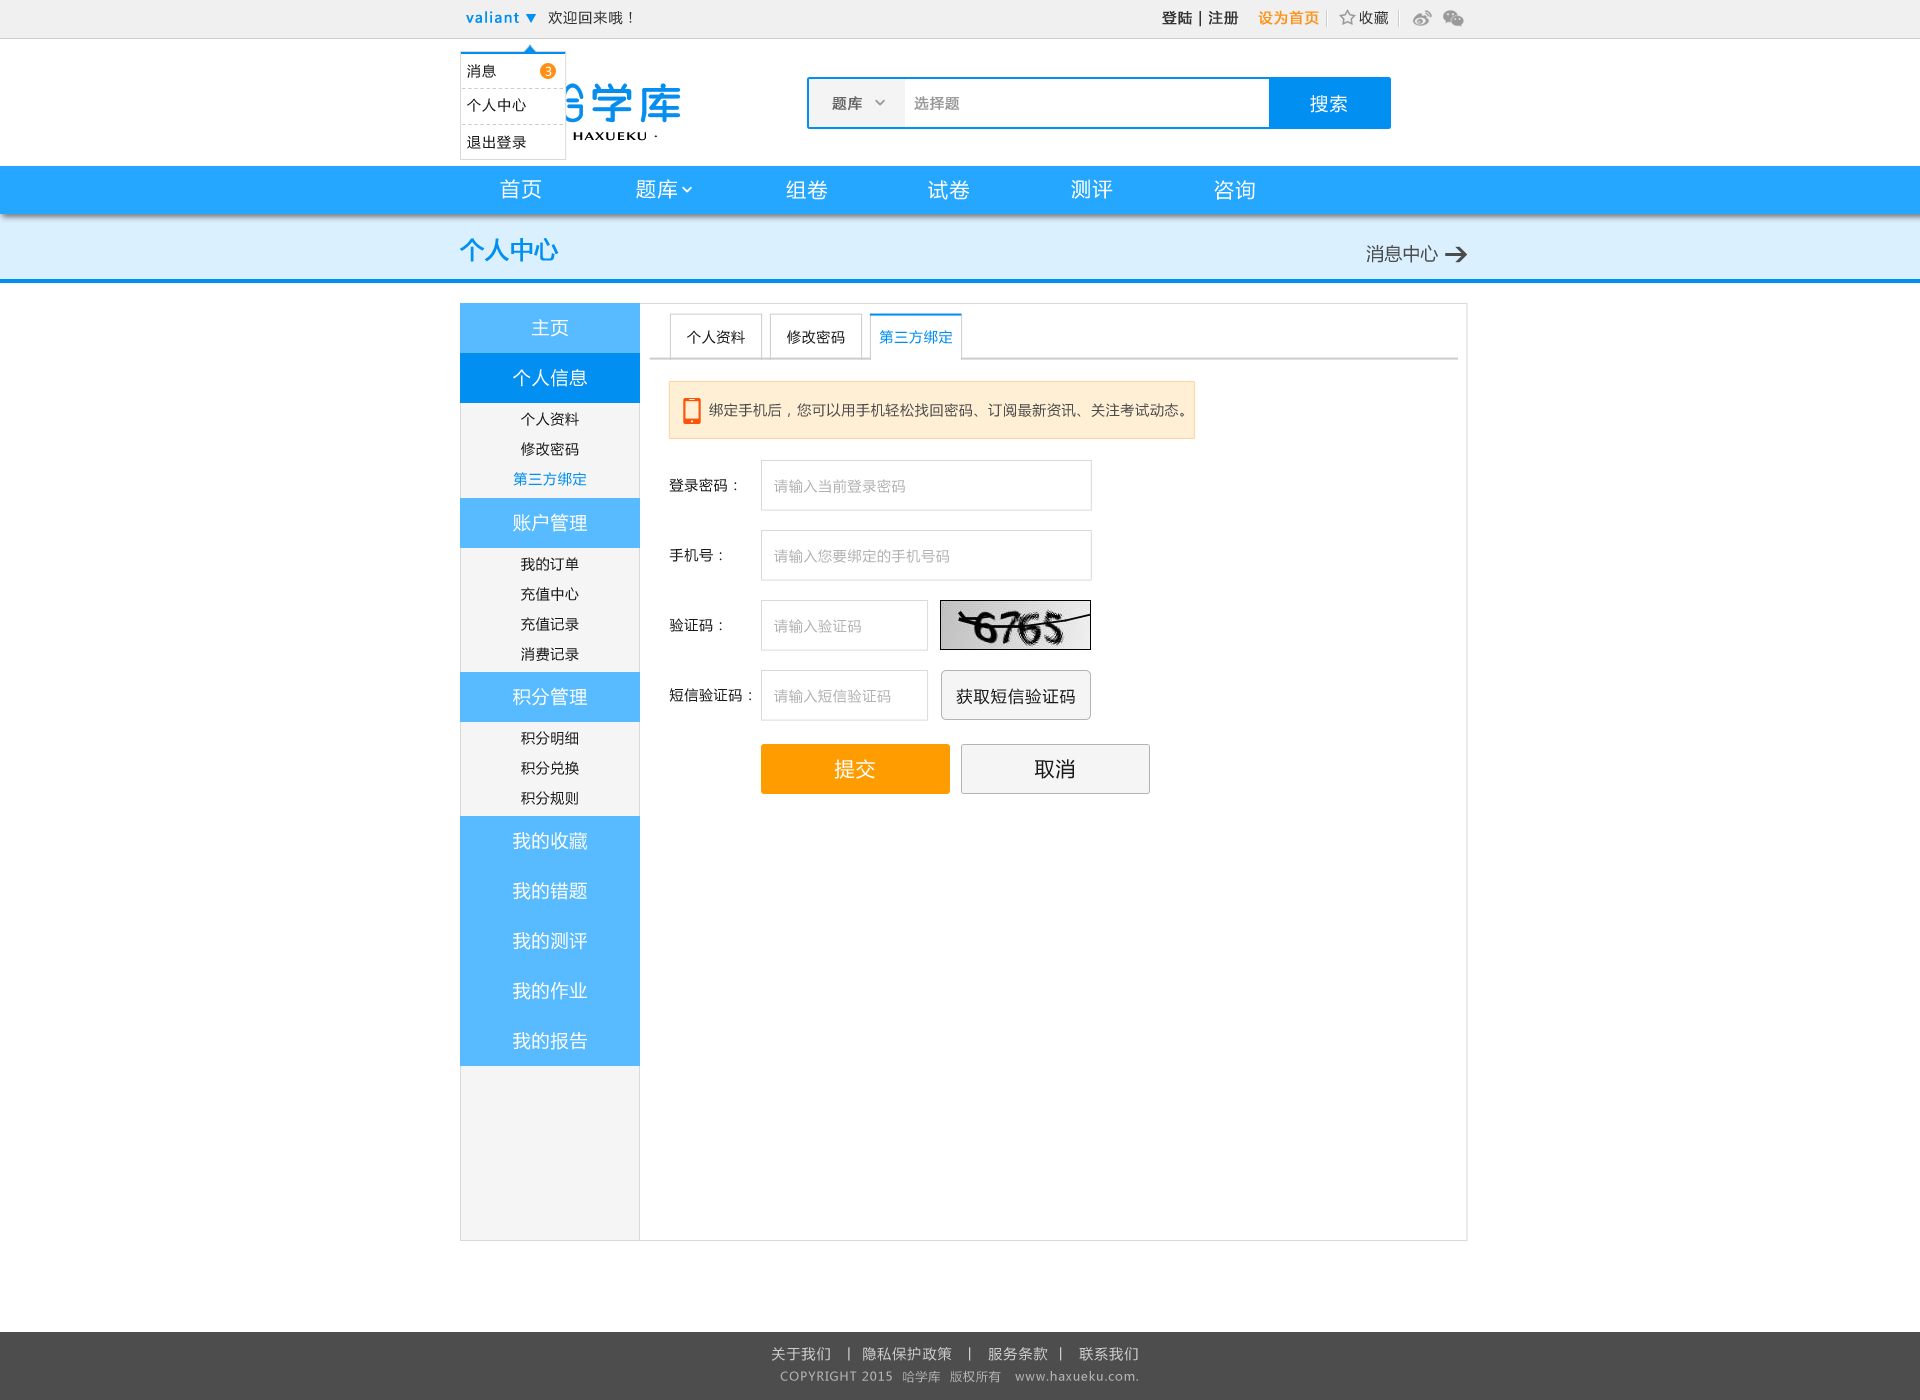 valiant ▼ 欢迎回来哦！
登陆 | 注册 设为首页 收藏
消息 3
个人中心
退出登录
学库
HAXUEKU ·
题库 选择题 搜索
首页 题库 组卷 试卷 测评 咨询
个人中心
消息中心
主页
个人信息
个人资料
修改密码
第三方绑定
账户管理
我的订单
充值中心
充值记录
消费记录
积分管理
积分明细
积分兑换
积分规则
我的收藏
我的错题
我的测评
我的作业
我的报告
个人资料 修改密码 第三方绑定
绑定手机后，您可以用手机轻松找回密码、订阅最新资讯、关注考试动态。
登录密码： 请输入当前登录密码
手机号： 请输入您要绑定的手机号码
验证码： 请输入验证码 6765
短信验证码： 请输入短信验证码 获取短信验证码
提交 取消
关于我们 | 隐私保护政策 | 服务条款 | 联系我们
COPYRIGHT 2015 哈学库 版权所有 www.haxueku.com.